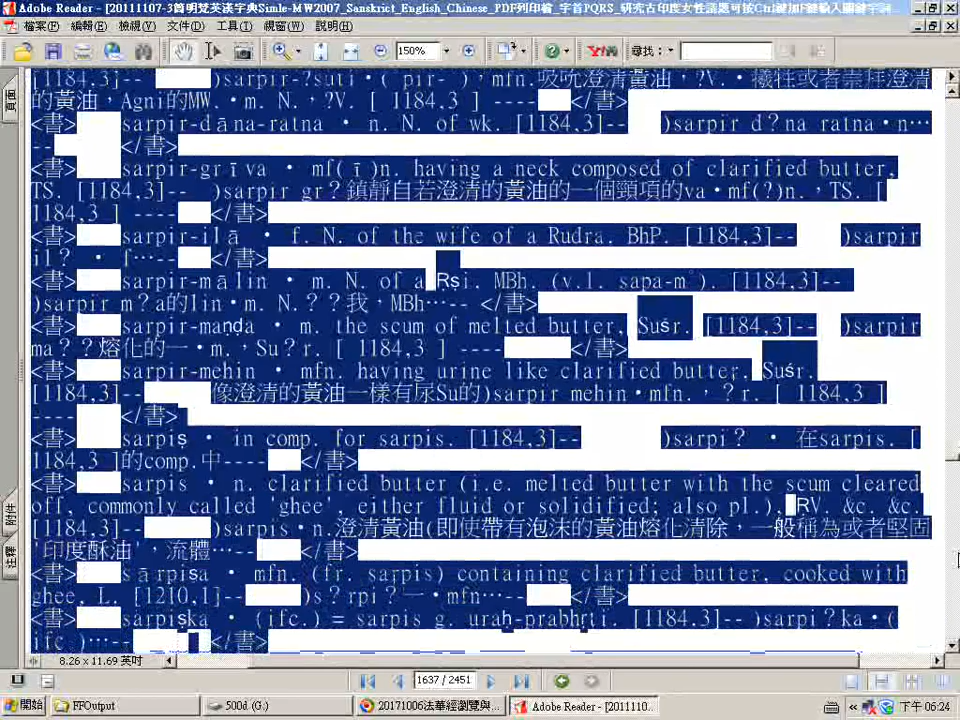 Adobe Reader - [20111107-3簡明梵英漢字典Simle-MW2007_Sanskrit_English_Chinese_PDF列印檔_字首PQRS_研究古印度女性議題可按Ctrl鍵加F鍵輸入關鍵字詞
檔案(F) 編輯(E) 檢視(V) 文件(D) 工具(T) 視窗(W) 說明(H)
150% 尋找：
頁面
附件
註釋
[1184,3]-- )sarpir-?suti·( pir- )，mfn.吸吮澄清黃油，?V.·犧牲或者崇拜澄清
的黃油，Agni的MW.·m. N.，?V. [ 1184,3 ] ---- </書>
<書> sarpir-dāna-ratna · n. N. of wk. [1184,3]-- )sarpir d?na ratna·n…
-- </書>
<書> sarpir-grīva · mf(ī)n. having a neck composed of clarified butter,
TS. [1184,3]-- )sarpir gr？鎮靜自若澄清的黃油的一個頸項的va·mf(?)n.，TS. [
1184,3 ] ---- </書>
<書> sarpir-ilā · f. N. of the wife of a Rudra. BhP. [1184,3]-- )sarpir
il？ · f…-- </書>
<書> sarpir-mālin · m. N. of a Ṛṣi. MBh. (v.l. sapa-m˚). [1184,3]--
)sarpir m？a的lin·m. N.？？我，MBh…-- </書>
<書> sarpir-maṇḍa · m. the scum of melted butter, Suśr. [1184,3]-- )sarpir
ma？？熔化的一·m.，Su？r. [ 1184,3 ] ---- </書>
<書> sarpir-mehin · mfn. having urine like clarified butter, Suśr.
[1184,3]-- 像澄清的黃油一樣有尿Su的)sarpir mehin·mfn.，？r. [ 1184,3 ]
---- </書>
<書> sarpiṣ · in comp. for sarpis. [1184,3]-- )sarpi？ · 在sarpis. [
1184,3 ]的comp.中---- </書>
<書> sarpis · n. clarified butter (i.e. melted butter with the scum cleared
off, commonly called 'ghee', either fluid or solidified; also pl.), RV. &c. &c.
[1184,3]-- )sarpis·n.澄清黃油(即使帶有泡沫的黃油熔化清除，一般稱為或者堅固
'印度酥油'，流體…-- </書>
<書> sārpiṣa · mfn. (fr. sarpis) containing clarified butter, cooked with
ghee, L. [1210,1]-- )s？rpi？一·mfn…-- </書>
<書> sarpiṣka · (ifc.) = sarpis g. uraḥ-prabhṛti. [1184,3]-- )sarpi？ka·(
ifc )…-- </書>
8.26 x 11.69 英吋
1637 / 2451
開始 FFOutput 500d (G:) 20171006法華經瀏覽與... Adobe Reader - [2011110... 下午 06:24